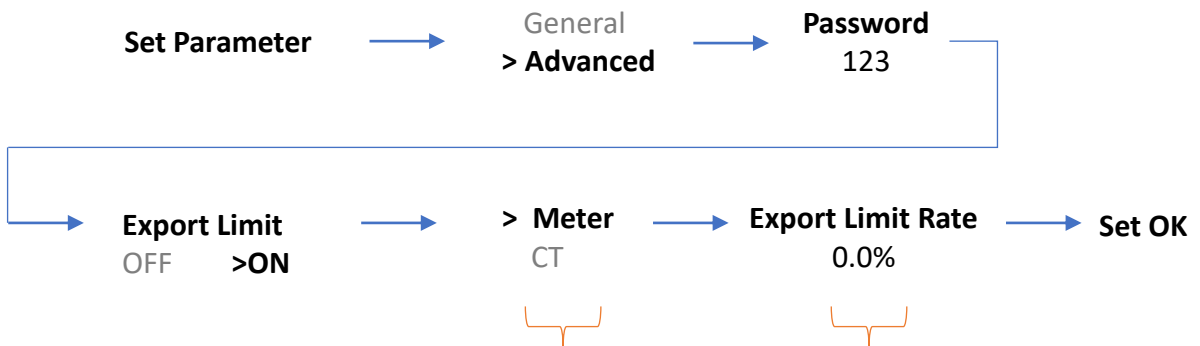 Set Parameter
General
> Advanced
Password
123
Export Limit
OFF >ON
> Meter
CT
Export Limit Rate
0.0%
Set OK